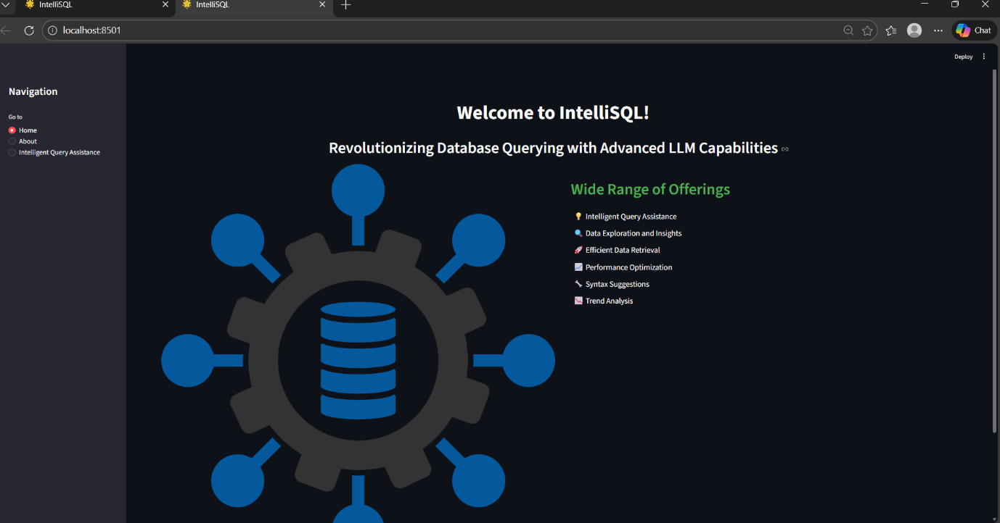 IntelliSQL
IntelliSQL
localhost:8501
Chat
Deploy
Navigation
Go to
Home
About
Intelligent Query Assistance
Welcome to IntelliSQL!
Revolutionizing Database Querying with Advanced LLM Capabilities
Wide Range of Offerings
💡 Intelligent Query Assistance
🔍 Data Exploration and Insights
🚀 Efficient Data Retrieval
📈 Performance Optimization
🔧 Syntax Suggestions
📉 Trend Analysis